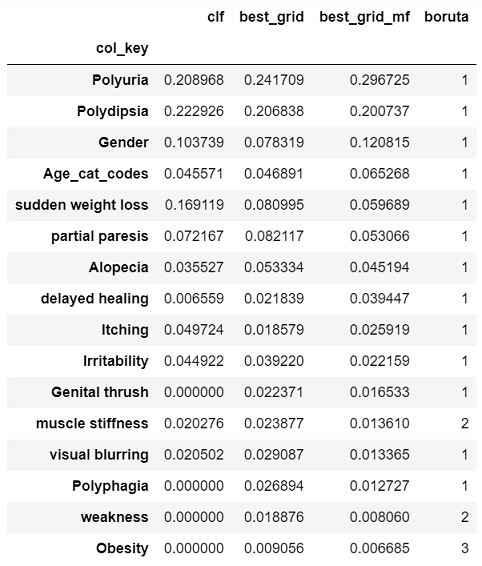 clf best_grid best_grid_mf boruta
col_key
Polyuria 0.208968 0.241709 0.296725 1
Polydipsia 0.222926 0.206838 0.200737 1
Gender 0.103739 0.078319 0.120815 1
Age_cat_codes 0.045571 0.046891 0.065268 1
sudden weight loss 0.169119 0.080995 0.059689 1
partial paresis 0.072167 0.082117 0.053066 1
Alopecia 0.035527 0.053334 0.045194 1
delayed healing 0.006559 0.021839 0.039447 1
Itching 0.049724 0.018579 0.025919 1
Irritability 0.044922 0.039220 0.022159 1
Genital thrush 0.000000 0.022371 0.016533 1
muscle stiffness 0.020276 0.023877 0.013610 2
visual blurring 0.020502 0.029087 0.013365 1
Polyphagia 0.000000 0.026894 0.012727 1
weakness 0.000000 0.018876 0.008060 2
Obesity 0.000000 0.009056 0.006685 3